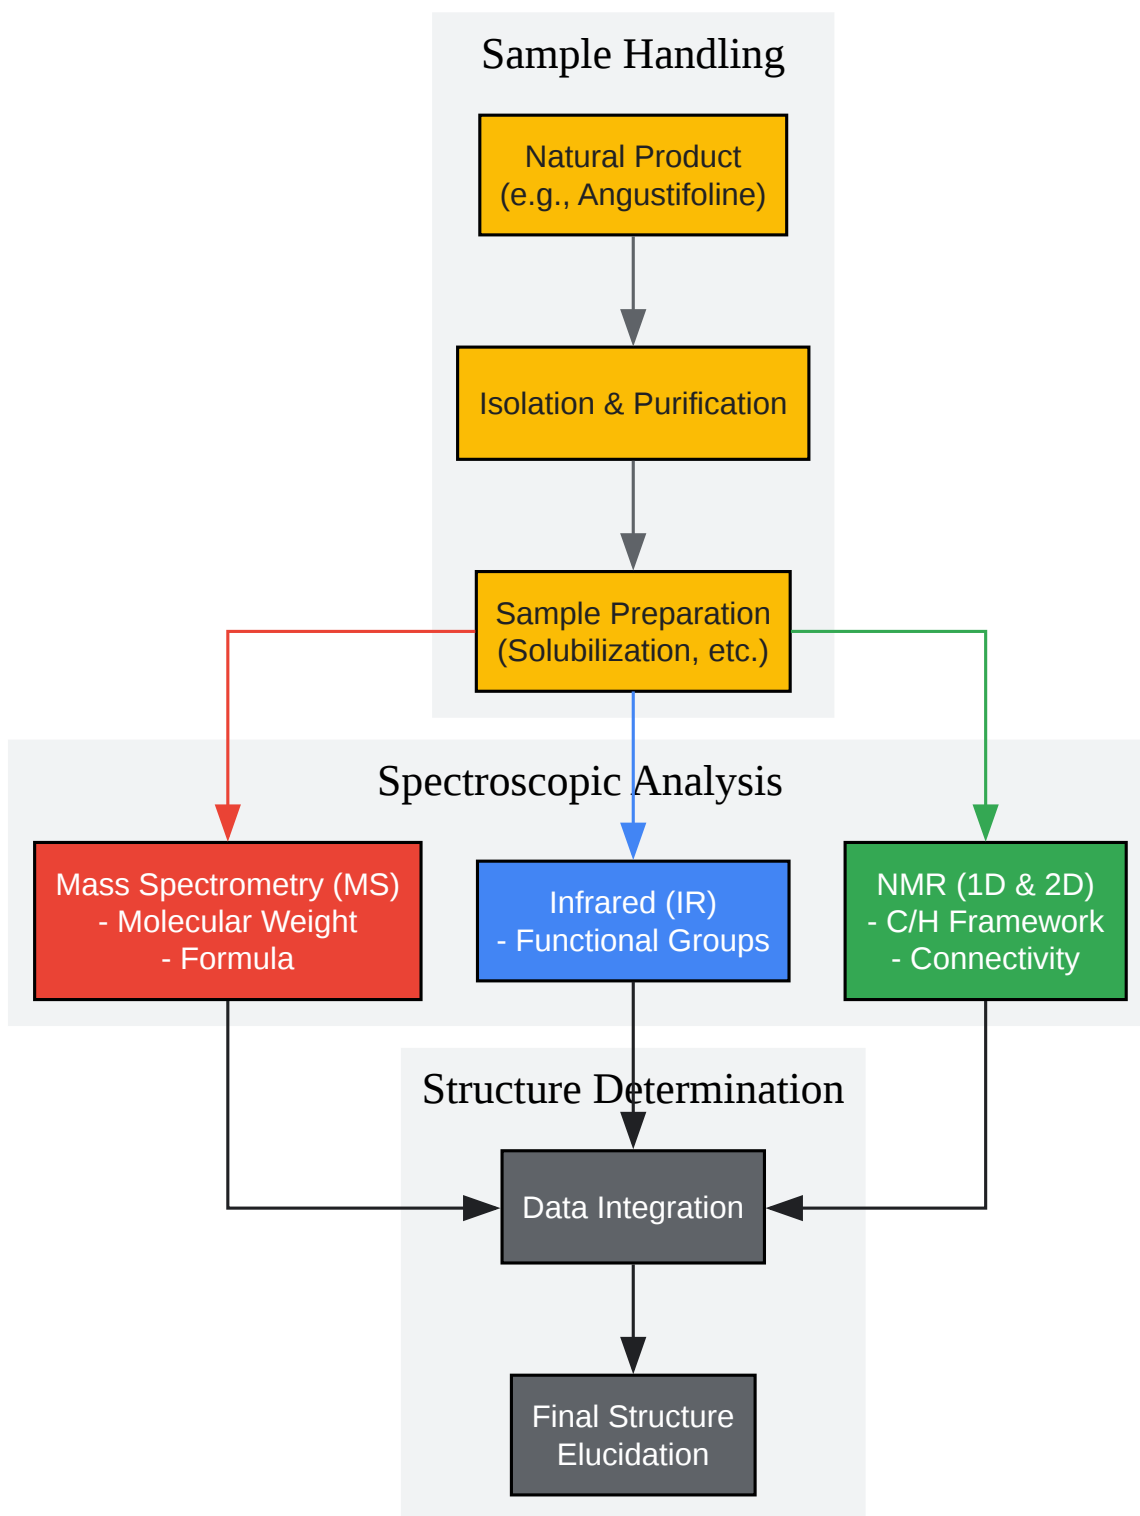 Sample Handling
Natural Product
(e.g., Angustifoline)
Isolation & Purification
Sample Preparation
(Solubilization, etc.)
Spectroscopic Analysis
Mass Spectrometry (MS)
- Molecular Weight
- Formula
Infrared (IR)
- Functional Groups
NMR (1D & 2D)
- C/H Framework
- Connectivity
Structure Determination
Data Integration
Final Structure
Elucidation